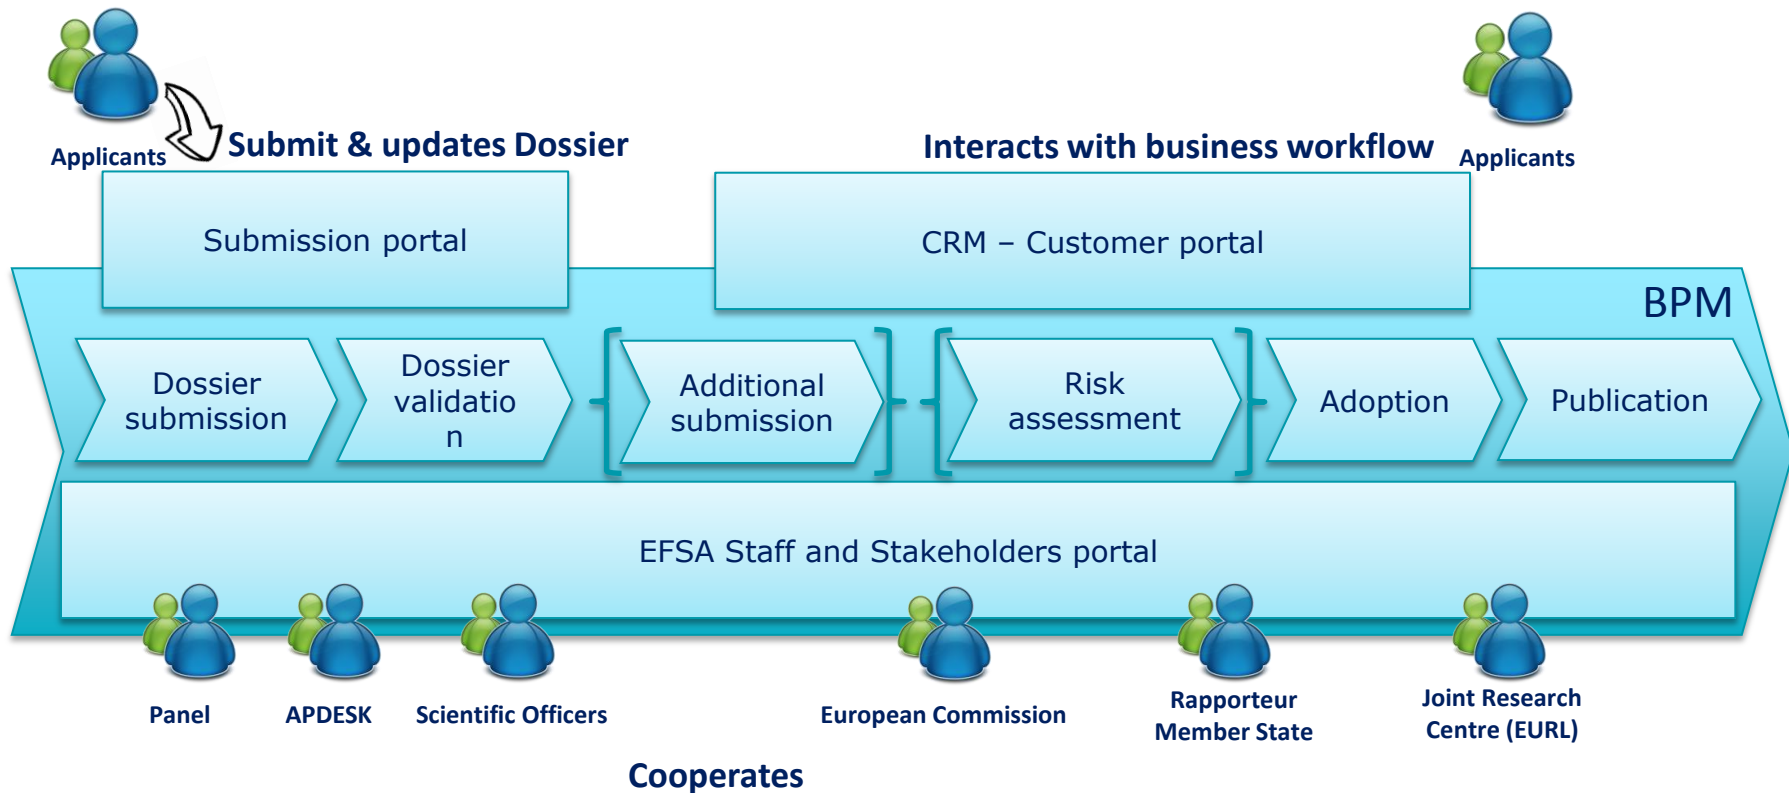 Applicants
Submit & updates Dossier
Interacts with business workflow
Applicants
Submission portal
CRM – Customer portal
BPM
Dossier
submission
Dossier
validatio
n
Additional
submission
Risk
assessment
Adoption
Publication
EFSA Staff and Stakeholders portal
Panel
APDESK
Scientific Officers
European Commission
Rapporteur
Member State
Joint Research
Centre (EURL)
Cooperates